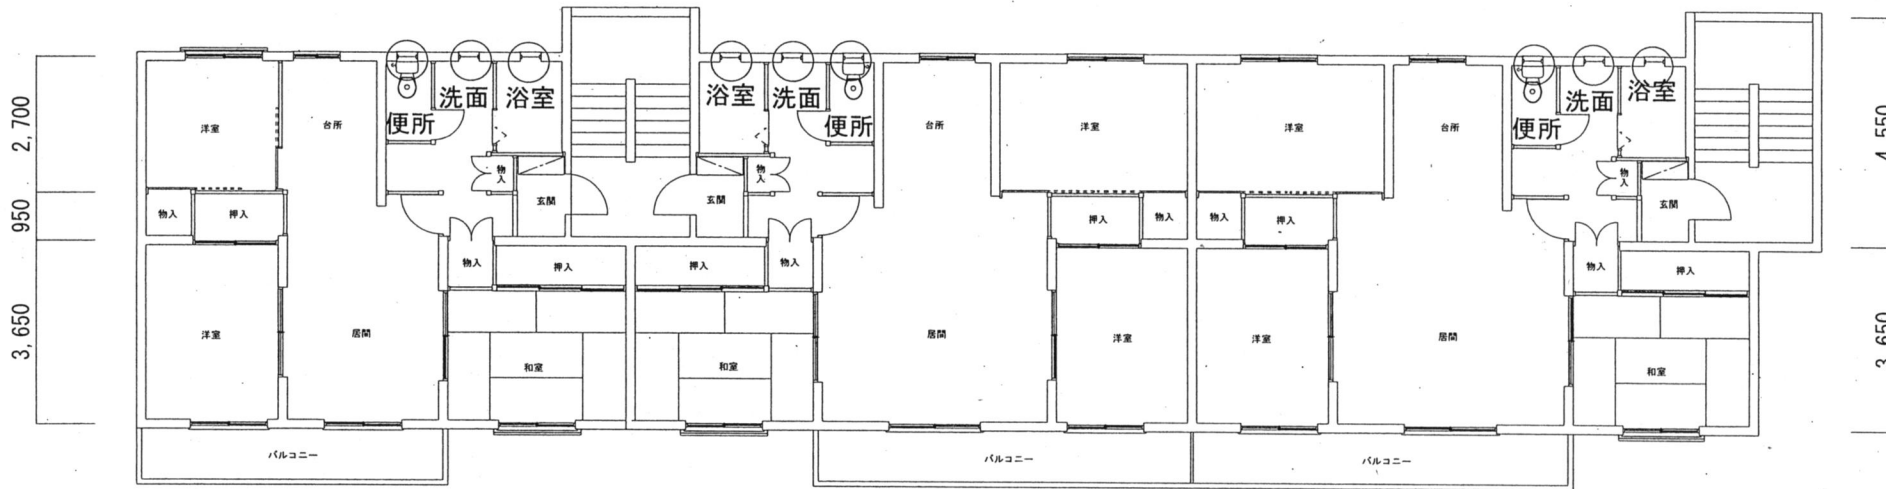 2,700
950
3,650
洋室
台所
便所
洗面
浴室
物入
玄関
物入
押入
物入
押入
洋室
居間
和室
バルコニー
浴室
洗面
便所
台所
洋室
物入
玄関
押入
物入
押入
物入
和室
居間
洋室
バルコニー
洋室
台所
便所
洗面
浴室
物入
玄関
物入
押入
物入
押入
洋室
居間
和室
バルコニー
4,550
3,650